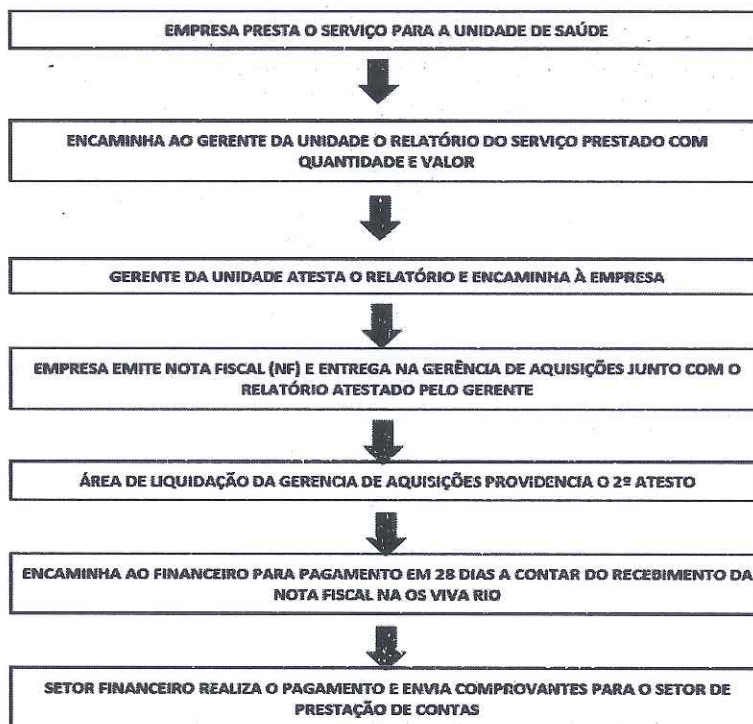 EMPRESA PRESTA O SERVIÇO PARA A UNIDADE DE SAÚDE
ENCAMINHA AO GERENTE DA UNIDADE O RELATÓRIO DO SERVIÇO PRESTADO COM
QUANTIDADE E VALOR
GERENTE DA UNIDADE ATESTA O RELATÓRIO E ENCAMINHA À EMPRESA
EMPRESA EMITE NOTA FISCAL (NF) E ENTREGA NA GERÊNCIA DE AQUISIÇÕES JUNTO COM O
RELATÓRIO ATESTADO PELO GERENTE
ÁREA DE LIQUIDAÇÃO DA GERENCIA DE AQUISIÇÕES PROVIDENCIA O 2º ATESTO
ENCAMINHA AO FINANCEIRO PARA PAGAMENTO EM 28 DIAS A CONTAR DO RECEBIMENTO DA
NOTA FISCAL NA OS VIVA RIO
SETOR FINANCEIRO REALIZA O PAGAMENTO E ENVIA COMPROVANTES PARA O SETOR DE
PRESTAÇÃO DE CONTAS